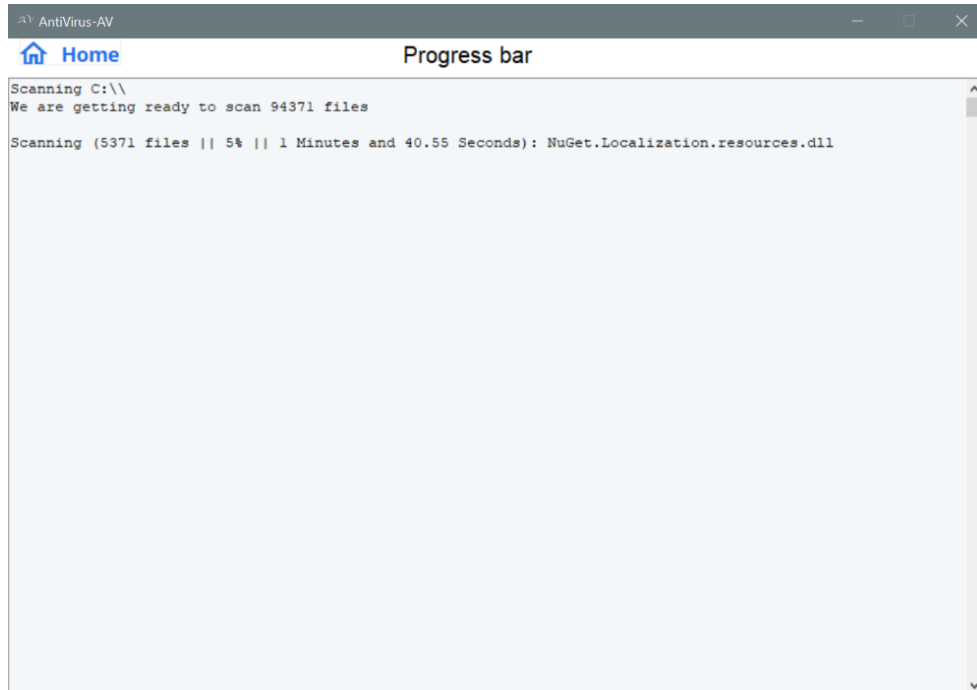 AV AntiVirus-AV
Home
Progress bar
Scanning C:\\
We are getting ready to scan 94371 files
Scanning (5371 files || 5% || 1 Minutes and 40.55 Seconds): NuGet.Localization.resources.dll